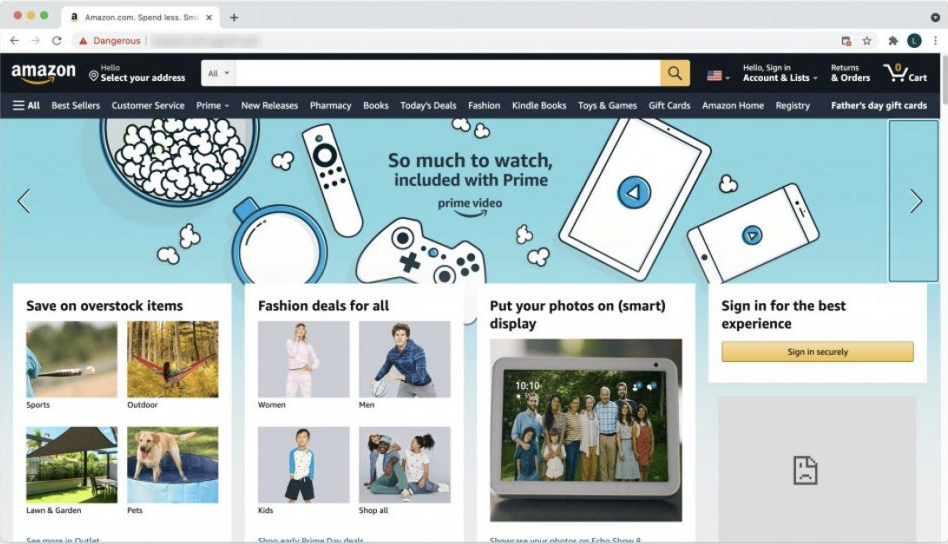 Amazon.com. Spend less. Smi
Dangerous
L
amazon
Hello
Select your address
All
Hello, Sign in
Account & Lists
Returns
& Orders
0
Cart
All
Best Sellers
Customer Service
Prime
New Releases
Pharmacy
Books
Today's Deals
Fashion
Kindle Books
Toys & Games
Gift Cards
Amazon Home
Registry
Father's day gift cards
So much to watch,
included with Prime
prime video
Save on overstock items
Sports
Outdoor
Lawn & Garden
Pets
See more in Outlet
Fashion deals for all
Women
Men
Kids
Shop all
Shop early Prime Day deals
Put your photos on (smart)
display
10:10
Showcase your photos on Echo Show 8
Sign in for the best
experience
Sign in securely